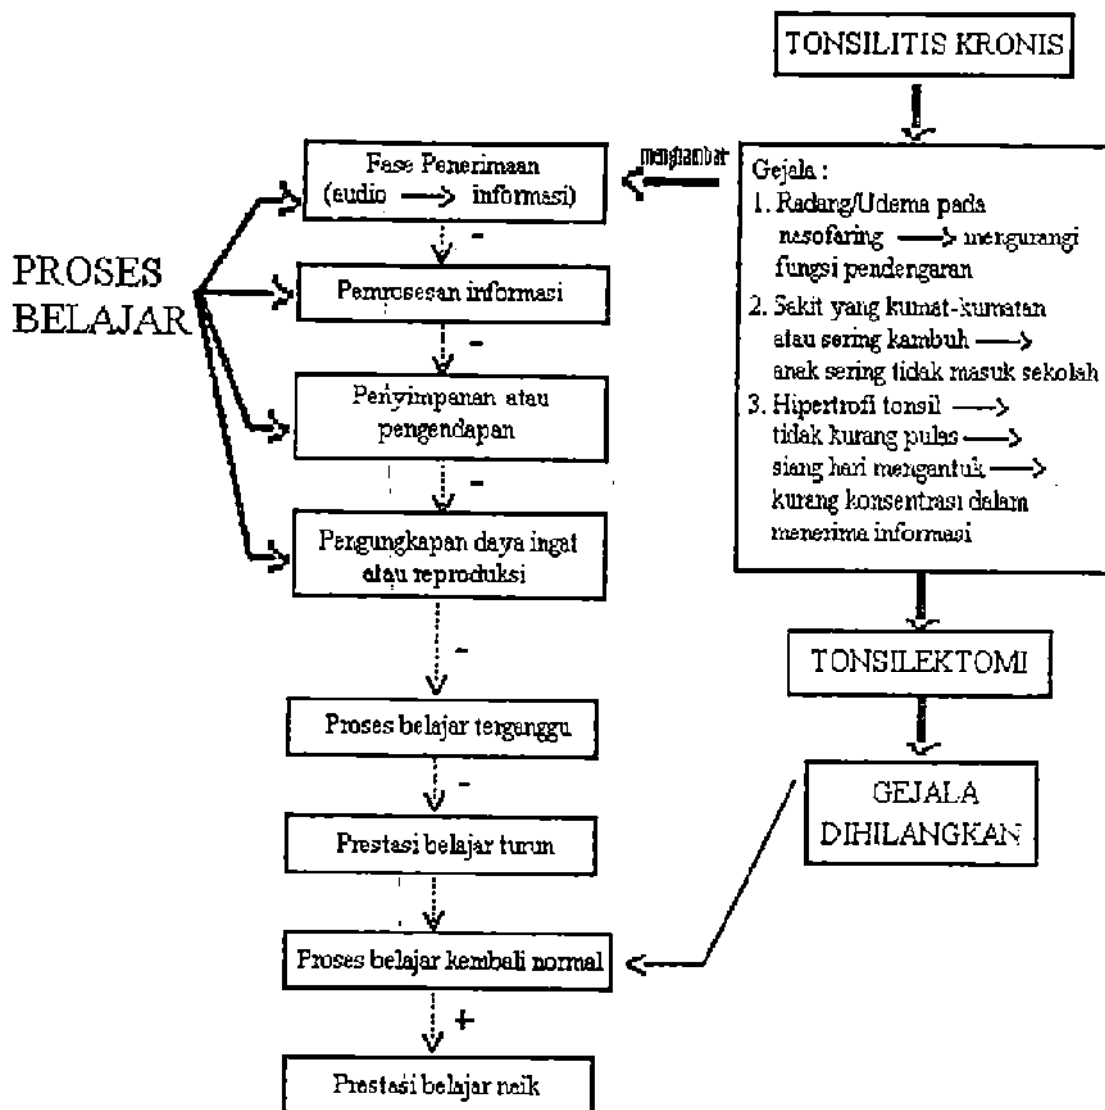 TONSILITIS KRONIS
menghambat
Fase Penerimaan
(audio → informasi)
-
Pemrosesan informasi
-
Penyimpanan atau
pengendapan
-
Pengungkapan daya ingat
atau reproduksi
-
Proses belajar terganggu
-
Prestasi belajar turun
Proses belajar kembali normal
+
Prestasi belajar naik
PROSES
BELAJAR
Gejala :
1. Radang/Udema pada
nasofaring → mengurangi
fungsi pendengaran
2. Sakit yang kumat-kumatan
atau sering kambuh →
anak sering tidak masuk sekolah
3. Hipertrofi tonsil →
tidak kurang pulas →
siang hari mengantuk →
kurang konsentrasi dalam
menerima informasi
TONSILEKTOMI
GEJALA
DIHILANGKAN